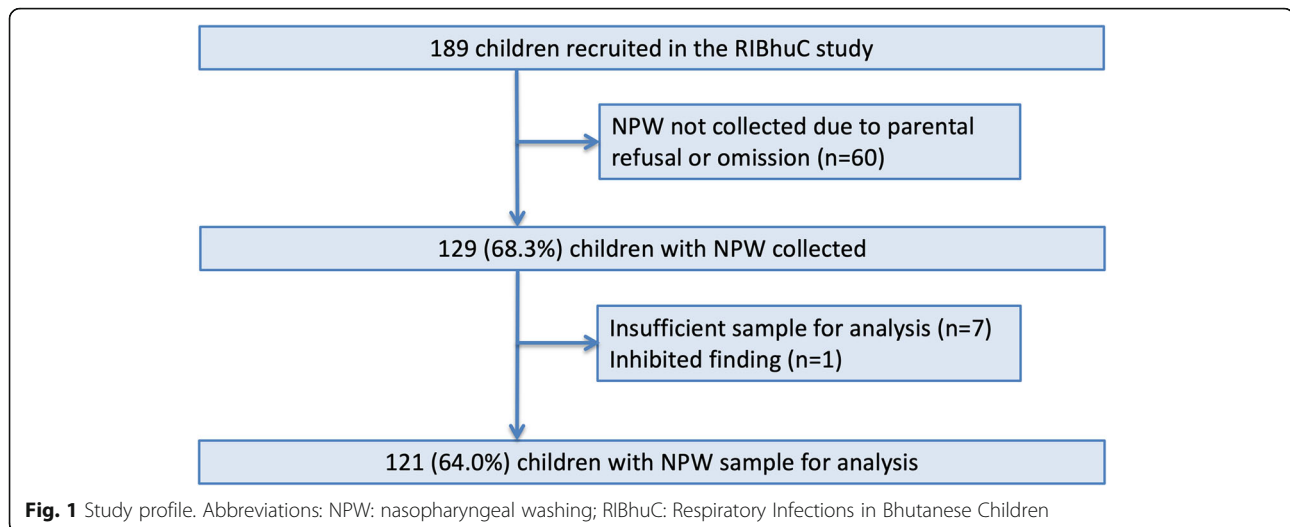 189 children recruited in the RIBhuC study
NPW not collected due to parental
refusal or omission (n=60)
129 (68.3%) children with NPW collected
Insufficient sample for analysis (n=7)
Inhibited finding (n=1)
121 (64.0%) children with NPW sample for analysis
Fig. 1 Study profile. Abbreviations: NPW: nasopharyngeal washing; RIBhuC: Respiratory Infections in Bhutanese Children